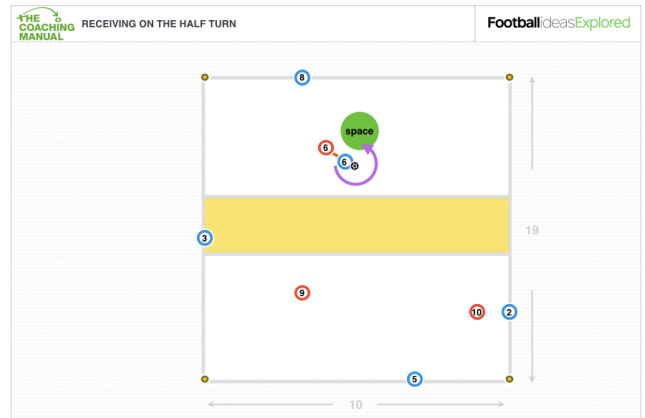 THE
COACHING
MANUAL
RECEIVING ON THE HALF TURN
FootballideasExplored
8
space
6
6
3
19
9
10
2
5
10